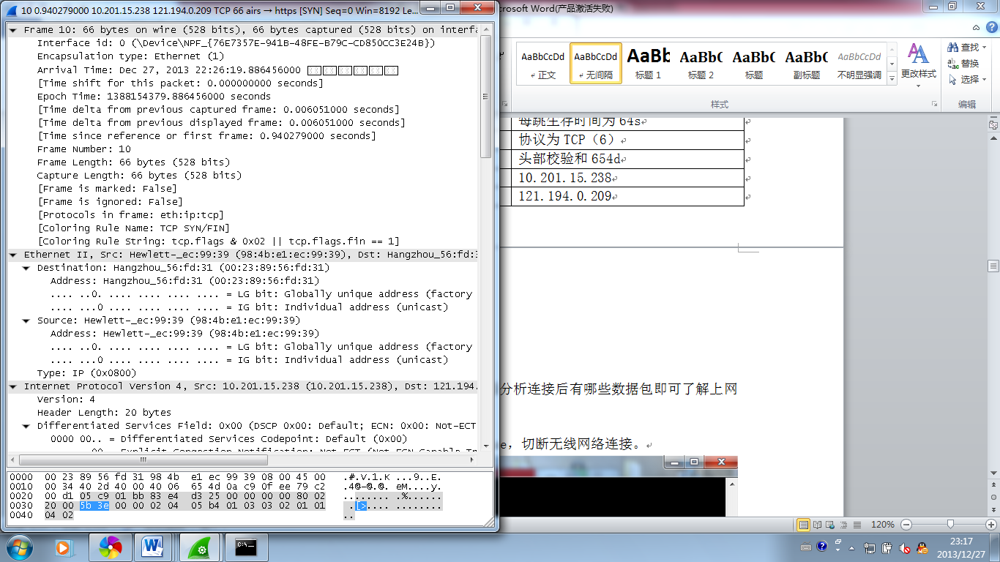 10 0.940279000 10.201.15.238 121.194.0.209 TCP 66 airs → https [SYN] Seq=0 Win=8192 Le...
Frame 10: 66 bytes on wire (528 bits), 66 bytes captured (528 bits) on interfa
Interface id: 0 (\Device\NPF_{76E7357E-941B-48FE-B79C-CD850CC3E24B})
Encapsulation type: Ethernet (1)
Arrival Time: Dec 27, 2013 22:26:19.886456000
[Time shift for this packet: 0.000000000 seconds]
Epoch Time: 1388154379.886456000 seconds
[Time delta from previous captured frame: 0.006051000 seconds]
[Time delta from previous displayed frame: 0.006051000 seconds]
[Time since reference or first frame: 0.940279000 seconds]
Frame Number: 10
Frame Length: 66 bytes (528 bits)
Capture Length: 66 bytes (528 bits)
[Frame is marked: False]
[Frame is ignored: False]
[Protocols in frame: eth:ip:tcp]
[Coloring Rule Name: TCP SYN/FIN]
[Coloring Rule String: tcp.flags & 0x02 || tcp.flags.fin == 1]
Ethernet II, Src: Hewlett-_ec:99:39 (98:4b:e1:ec:99:39), Dst: Hangzhou_56:fd:3
Destination: Hangzhou_56:fd:31 (00:23:89:56:fd:31)
Address: Hangzhou_56:fd:31 (00:23:89:56:fd:31)
.... ..0. .... .... .... .... = LG bit: Globally unique address (factory
.... ...0 .... .... .... .... = IG bit: Individual address (unicast)
Source: Hewlett-_ec:99:39 (98:4b:e1:ec:99:39)
Address: Hewlett-_ec:99:39 (98:4b:e1:ec:99:39)
.... ..0. .... .... .... .... = LG bit: Globally unique address (factory
.... ...0 .... .... .... .... = IG bit: Individual address (unicast)
Type: IP (0x0800)
Internet Protocol Version 4, Src: 10.201.15.238 (10.201.15.238), Dst: 121.194.
Version: 4
Header Length: 20 bytes
Differentiated Services Field: 0x00 (DSCP 0x00: Default; ECN: 0x00: Not-ECT
0000 00.. = Differentiated Services Codepoint: Default (0x00)
0000 00 23 89 56 fd 31 98 4b e1 ec 99 39 08 00 45 00 .#.V.1.K ...9..E.
0010 00 34 40 2d 40 00 40 06 65 4d 0a c9 0f ee 79 c2 .4@-@.@. eM....y.
0020 00 d1 05 c9 01 bb 83 e4 d3 25 00 00 00 00 80 02 ........ .%......
0030 20 00 5b 3e 00 00 02 04 05 b4 01 03 03 02 01 01 .[>.... ........
0040 04 02 ..
crosoft Word(产品激活失败)
AaBbCcDd AaBbCcDd AaBb AaBbC AaBbC AaBbC AaBbCcDd
正文 无间隔 标题 1 标题 2 标题 副标题 不明显强调
更改样式
查找
替换
选择
样式
编辑
每跳生存时间为 64s
协议为 TCP（6）
头部校验和 654d
10.201.15.238
121.194.0.209
分析连接后有哪些数据包即可了解上网
e，切断无线网络连接。
120%
23:17
2013/12/27